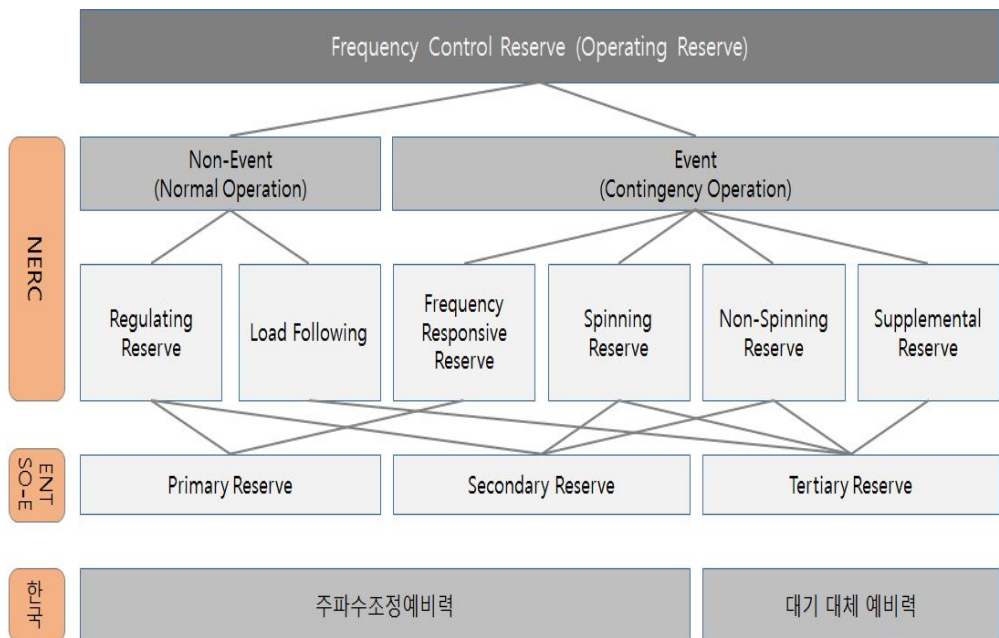 Frequency Control Reserve (Operating Reserve)
NERC
Non-Event
(Normal Operation)
Event
(Contingency Operation)
Regulating
Reserve
Load Following
Frequency
Responsive
Reserve
Spinning
Reserve
Non-Spinning
Reserve
Supplemental
Reserve
ENT
SO-E
Primary Reserve
Secondary Reserve
Tertiary Reserve
한국
주파수조정예비력
대기 대체 예비력